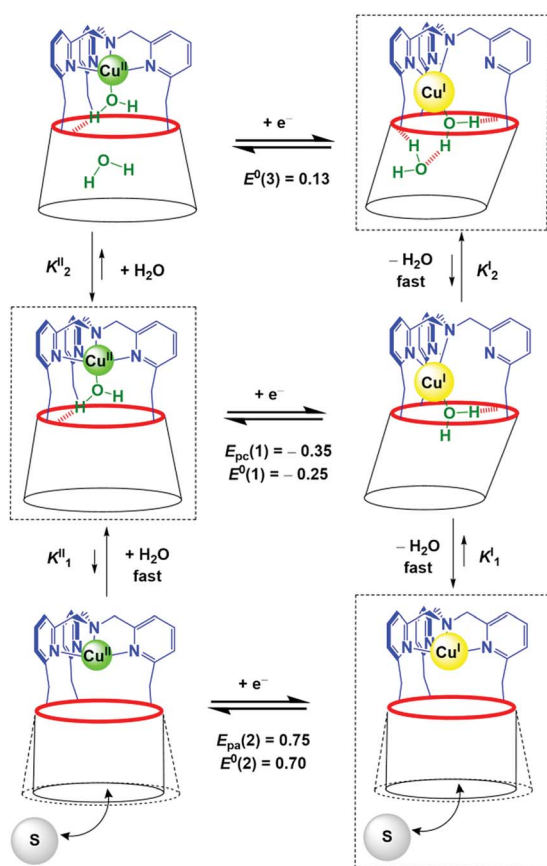 N
N
N
Cu^II
N
O
H
H
O
H
H
+ e⁻
E⁰(3) = 0.13
N
N
N
N
Cu^I
O
H
H
H
O
H
K^II_2
+ H₂O
− H₂O
fast
K^I_2
N
N
N
Cu^II
N
O
H
H
+ e⁻
E_pc(1) = − 0.35
E⁰(1) = − 0.25
N
N
N
N
Cu^I
O
H
H
K^II_1
+ H₂O
fast
− H₂O
fast
K^I_1
N
N
N
Cu^II
N
+ e⁻
E_pa(2) = 0.75
E⁰(2) = 0.70
N
N
N
Cu^I
N
S
S